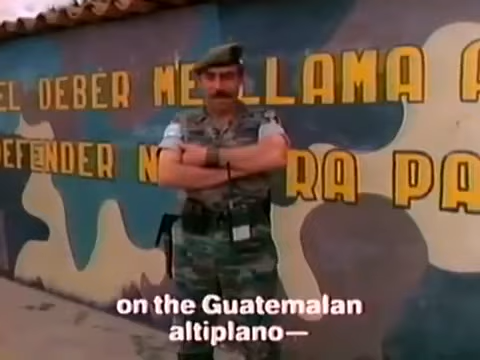 EL DEBER ME LLAMA A
DEFENDER N RA PA
on the Guatemalan
altiplano—